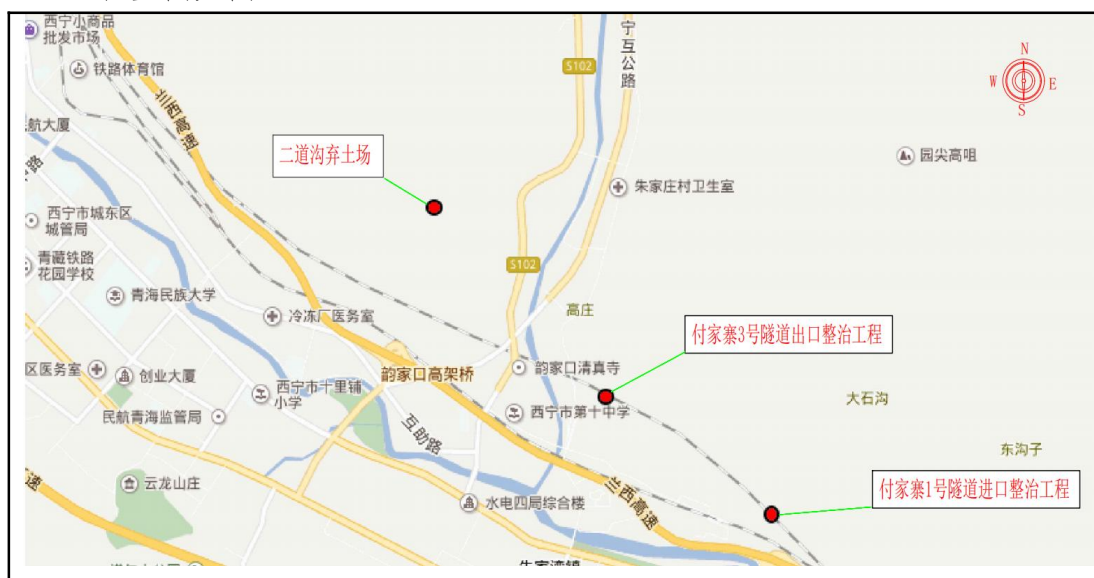 西宁小商品
批发市场
铁路体育馆
兰西高速
S102
宁互公路
N
W
E
S
民航大厦
二道沟弃土场
园尖高咀
朱家庄村卫生室
西宁市城东区
城管局
青藏铁路
花园学校
青海民族大学
S102
高庄
冷冻厂医务室
付家寨3号隧道出口整治工程
区医务室
创业大厦
韵家口高架桥
韵家口清真寺
西宁市十里铺
小学
大石沟
民航青海监管局
西宁市第十中学
互助路
东沟子
云龙山庄
水电四局综合楼
兰西高速
付家寨1号隧道进口整治工程
速